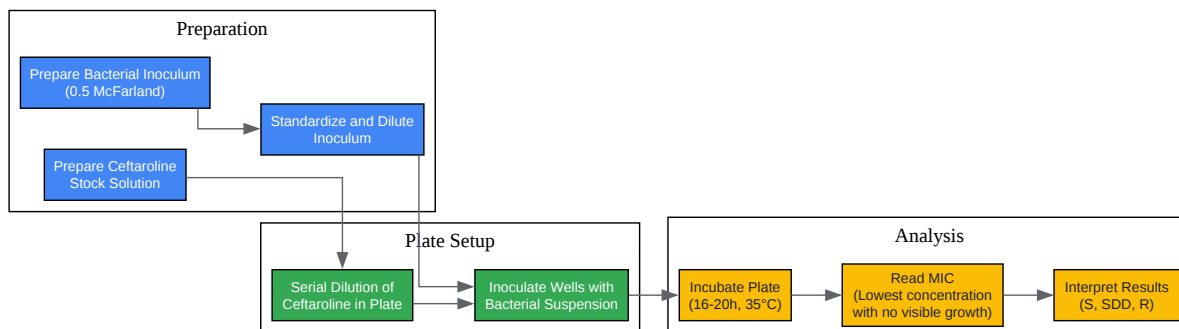 Preparation
Prepare Bacterial Inoculum
(0.5 McFarland)
Standardize and Dilute
Inoculum
Prepare Ceftaroline
Stock Solution
Plate Setup
Serial Dilution of
Ceftaroline in Plate
Inoculate Wells with
Bacterial Suspension
Analysis
Incubate Plate
(16-20h, 35°C)
Read MIC
(Lowest concentration
with no visible growth)
Interpret Results
(S, SDD, R)